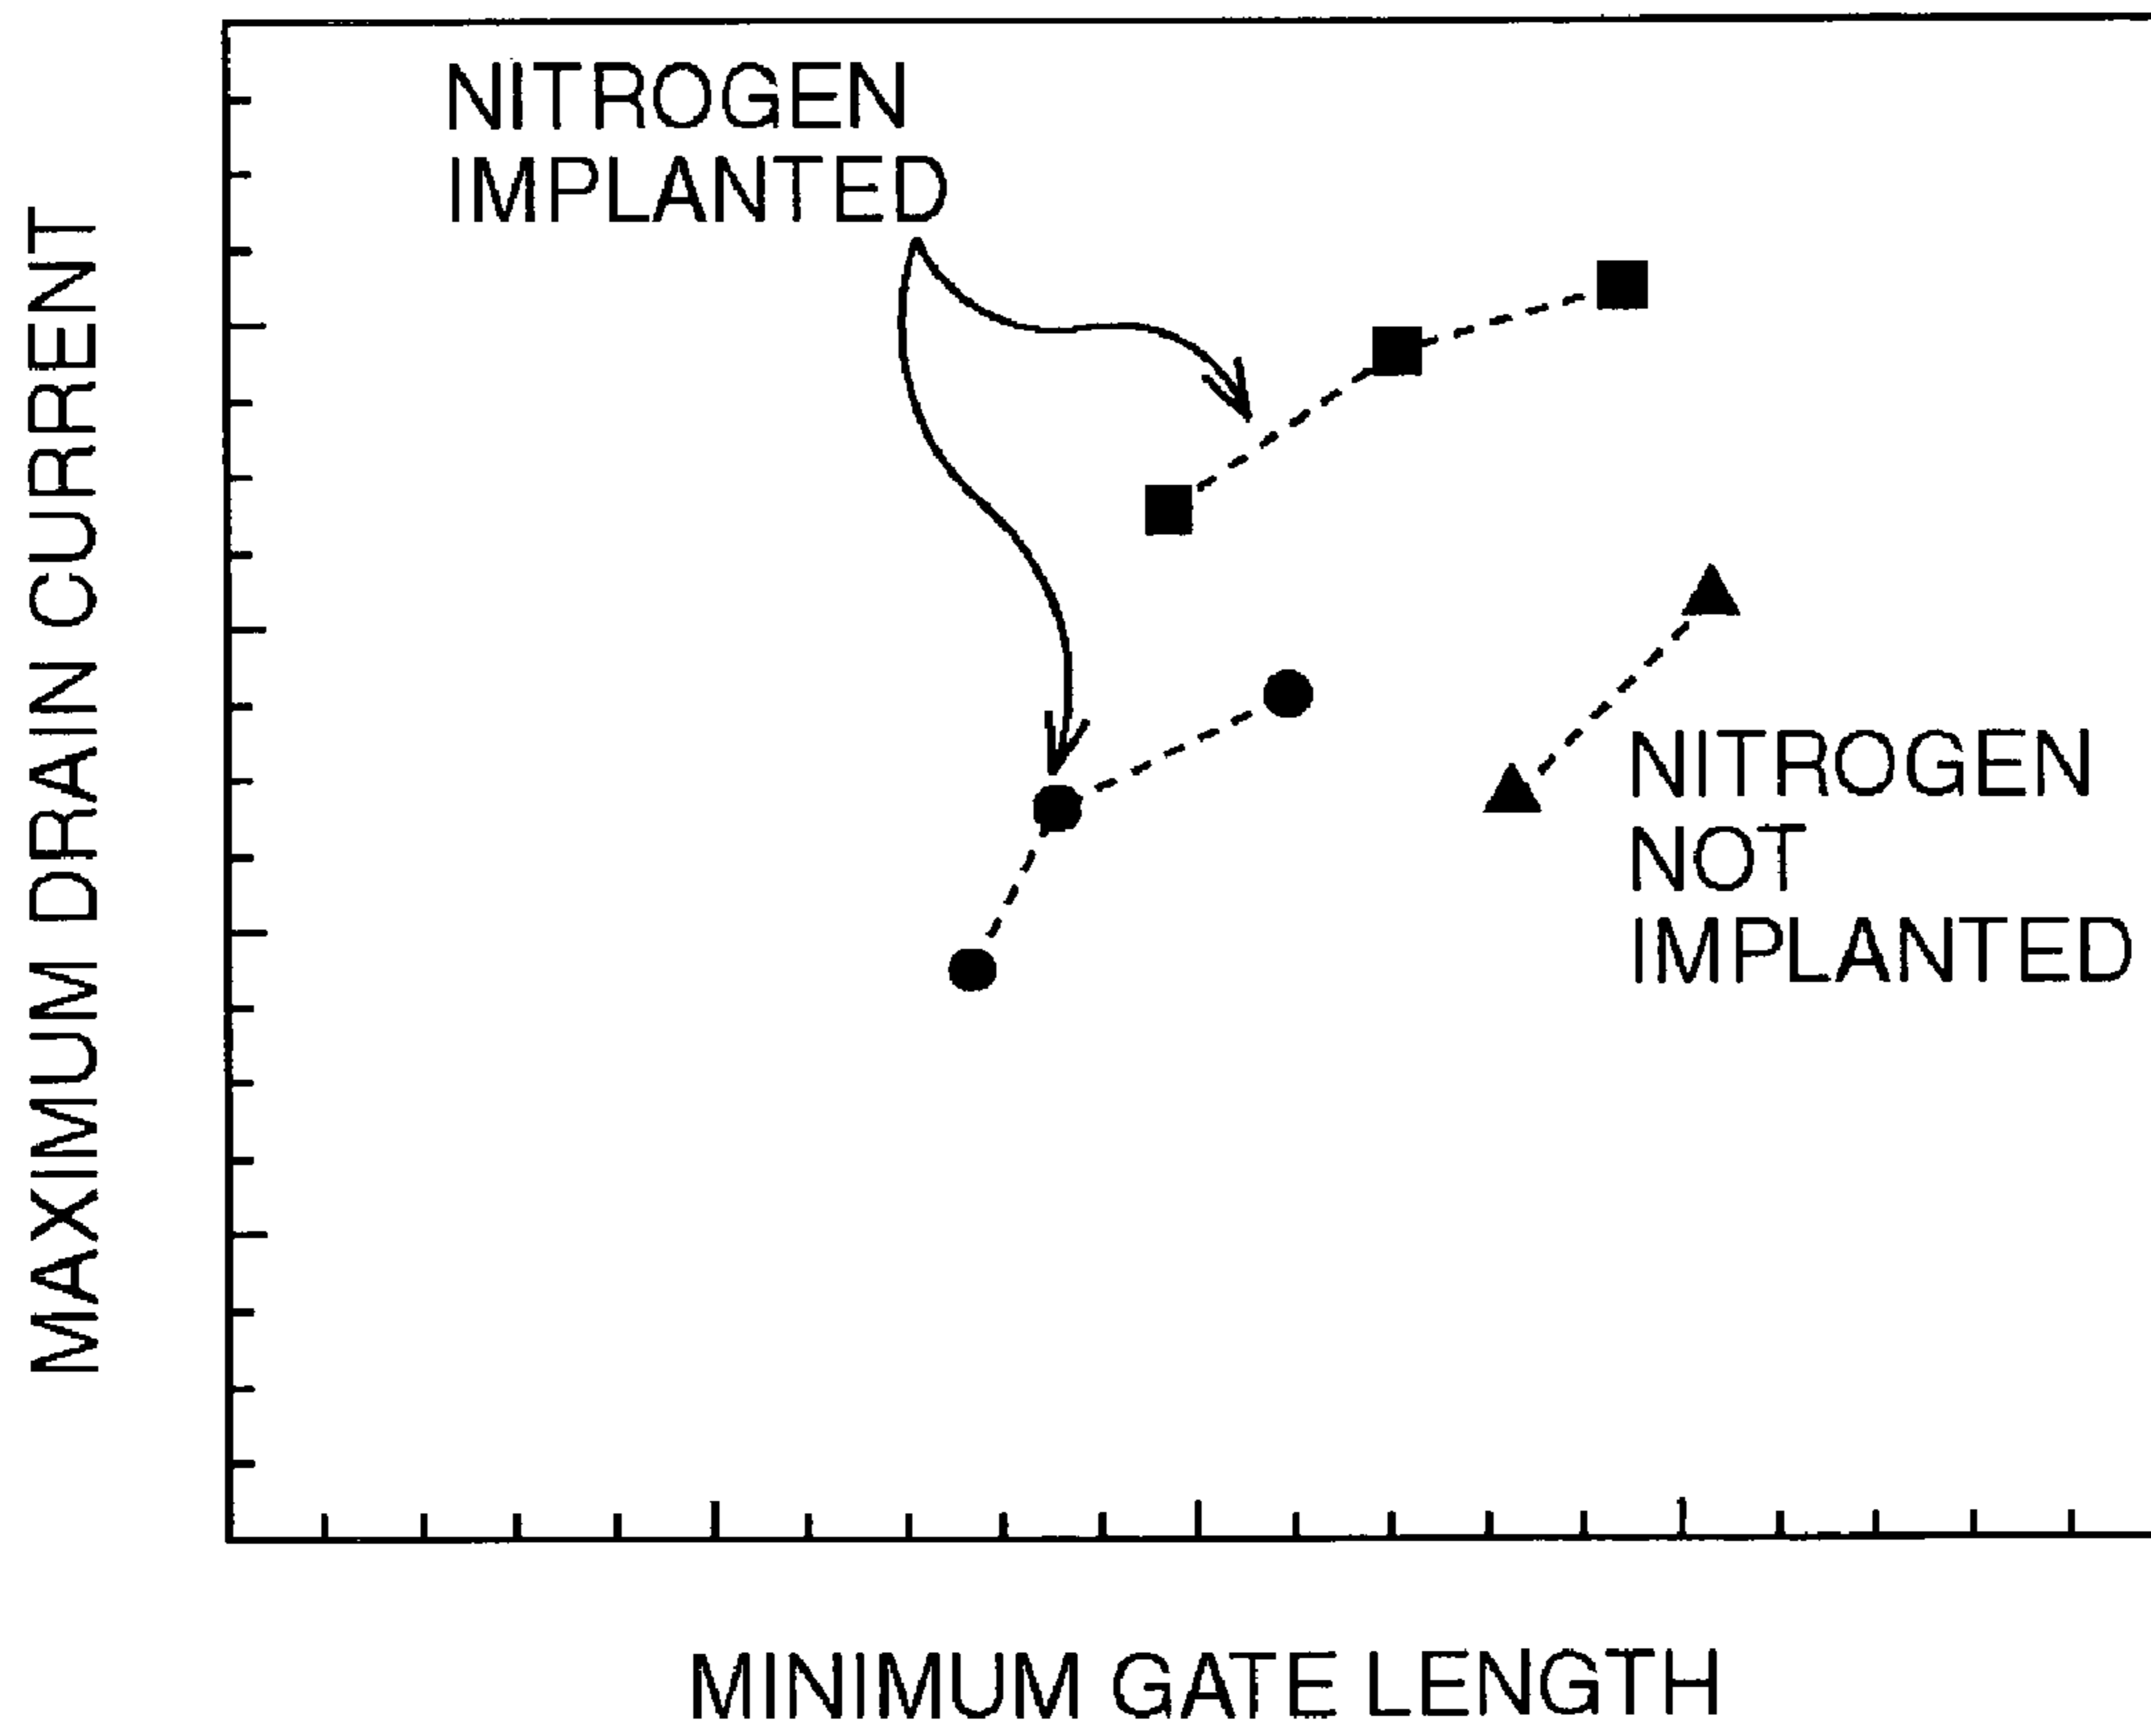 NITROGEN
IMPLANTED
MAXIMUM DRAIN CURRENT
NITROGEN
NOT
IMPLANTED
MINIMUM GATE LENGTH